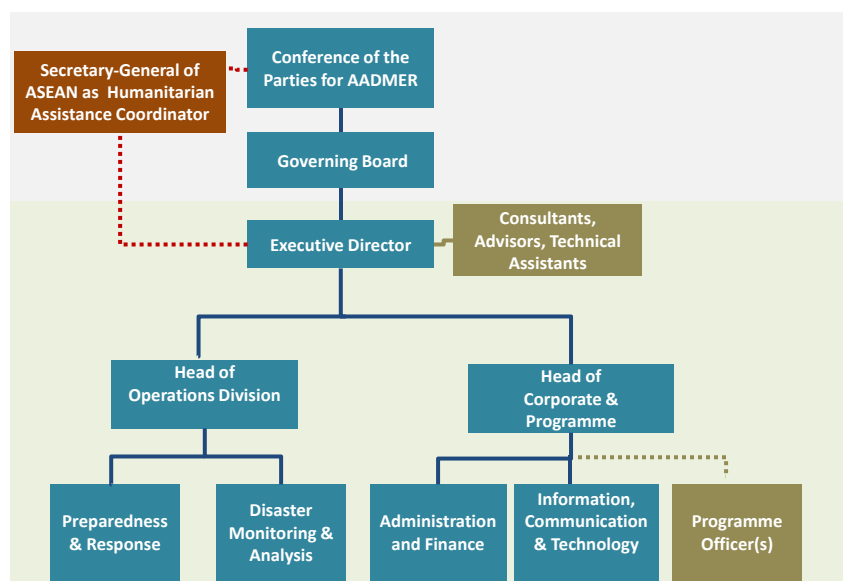 Conference of the
Parties for AADMER
Secretary-General of
ASEAN as Humanitarian
Assistance Coordinator
Governing Board
Executive Director
Consultants,
Advisors, Technical
Assistants
Head of
Operations Division
Head of
Corporate &
Programme
Preparedness
& Response
Disaster
Monitoring &
Analysis
Administration
and Finance
Information,
Communication
& Technology
Programme
Officer(s)